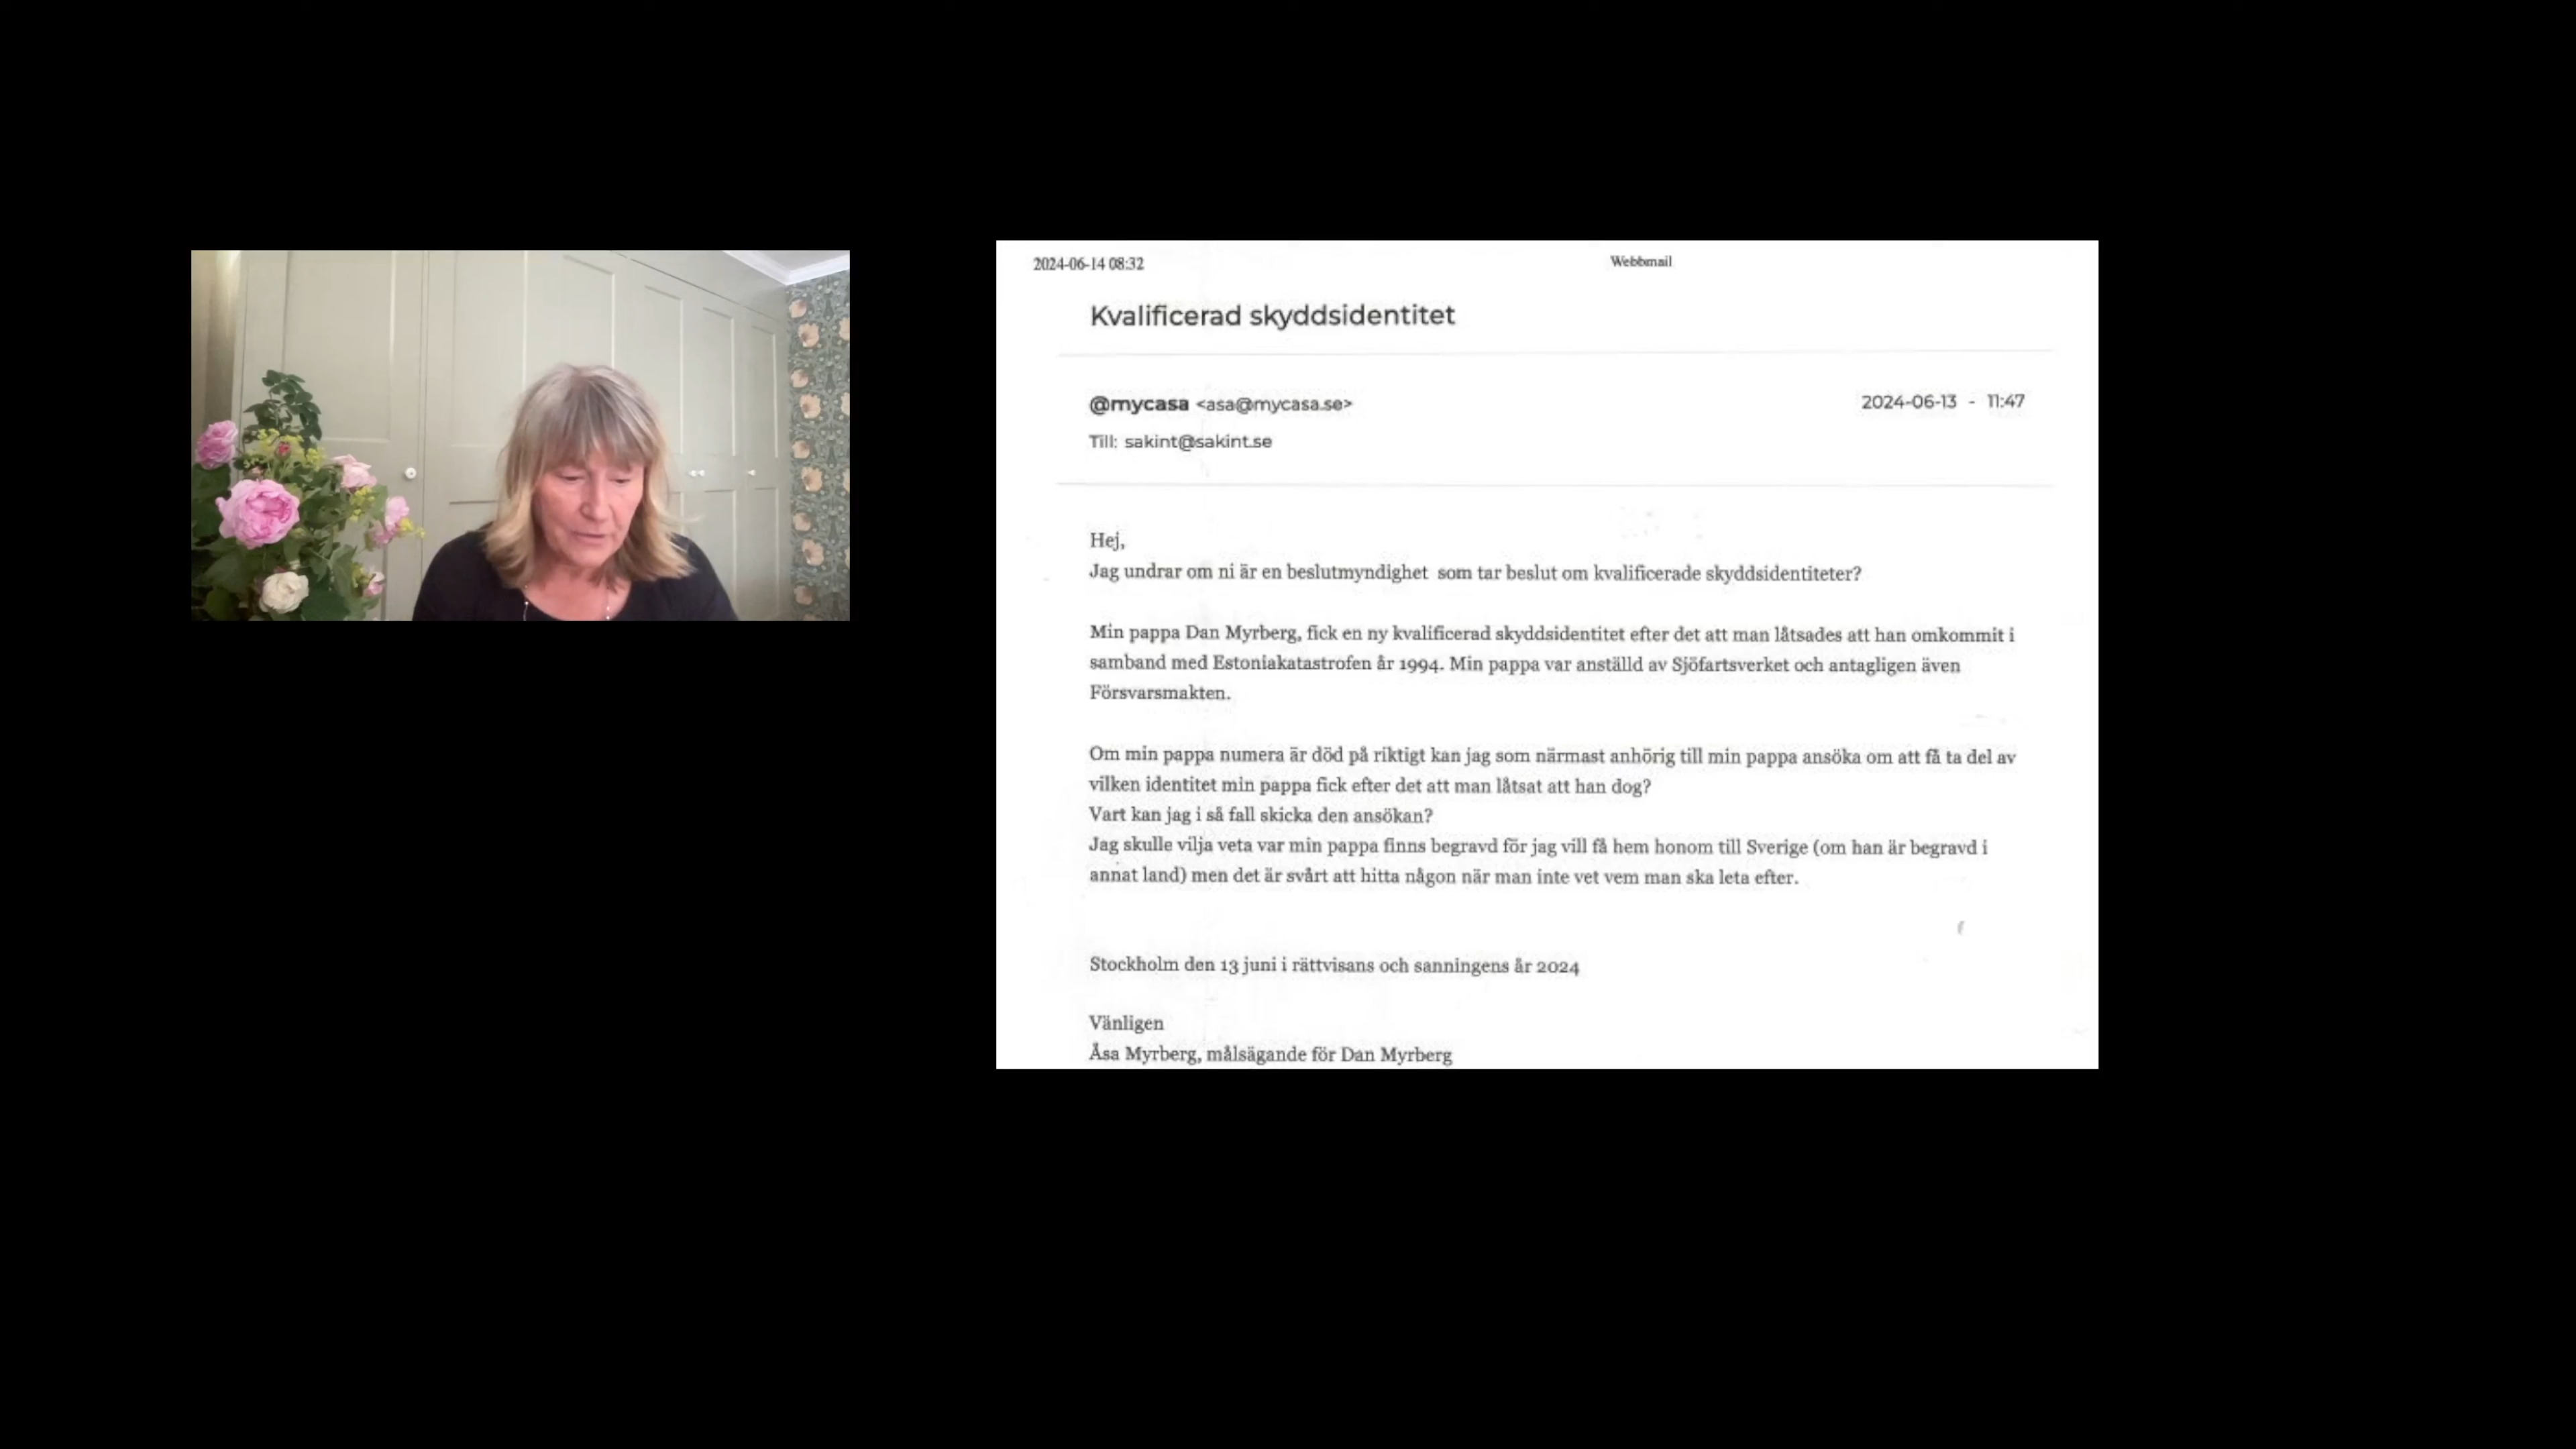 2024-06-14 08:32
Webbmail
Kvalificerad skyddsidentitet
@mycasa <asa@mycasa.se>
2024-06-13 - 11:47
Till: sakint@sakint.se
Hej,
Jag undrar om ni är en beslutmyndighet som tar beslut om kvalificerade skyddsidentiteter?
Min pappa Dan Myrberg, fick en ny kvalificerad skyddsidentitet efter det att man låtsades att han omkommit i
samband med Estoniakatastrofen år 1994. Min pappa var anställd av Sjöfartsverket och antagligen även
Försvarsmakten.
Om min pappa numera är död på riktigt kan jag som närmast anhörig till min pappa ansöka om att få ta del av
vilken identitet min pappa fick efter det att man låtsat att han dog?
Vart kan jag i så fall skicka den ansökan?
Jag skulle vilja veta var min pappa finns begravd för jag vill få hem honom till Sverige (om han är begravd i
annat land) men det är svårt att hitta någon när man inte vet vem man ska leta efter.
Stockholm den 13 juni i rättvisans och sanningens år 2024
Vänligen
Åsa Myrberg, målsägande för Dan Myrberg